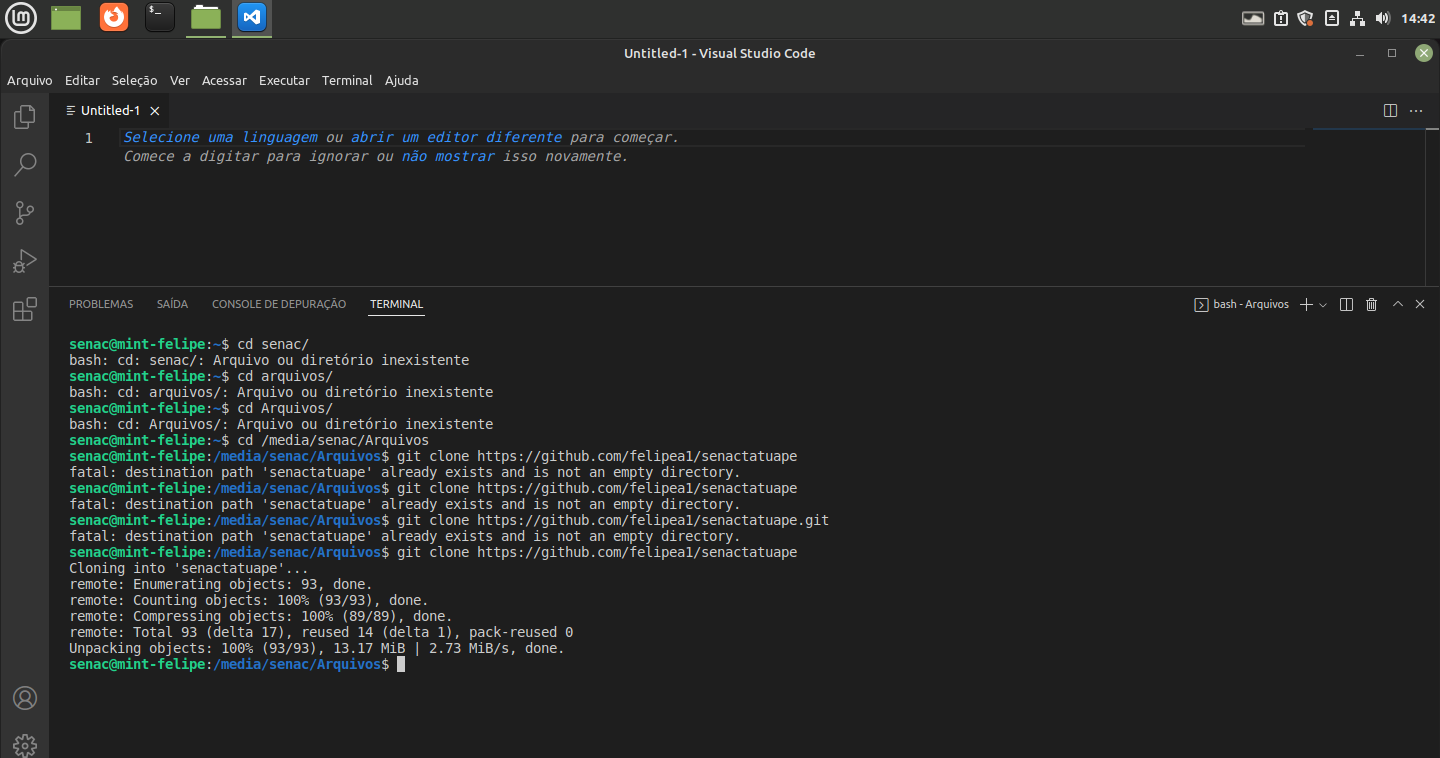 14:42
Untitled-1 - Visual Studio Code
Arquivo Editar Seleção Ver Acessar Executar Terminal Ajuda
Untitled-1
1 Selecione uma linguagem ou abrir um editor diferente para começar.
Comece a digitar para ignorar ou não mostrar isso novamente.
PROBLEMAS SAÍDA CONSOLE DE DEPURAÇÃO TERMINAL bash - Arquivos
senac@mint-felipe:~$ cd senac/
bash: cd: senac/: Arquivo ou diretório inexistente
senac@mint-felipe:~$ cd arquivos/
bash: cd: arquivos/: Arquivo ou diretório inexistente
senac@mint-felipe:~$ cd Arquivos/
bash: cd: Arquivos/: Arquivo ou diretório inexistente
senac@mint-felipe:~$ cd /media/senac/Arquivos
senac@mint-felipe:/media/senac/Arquivos$ git clone https://github.com/felipea1/senactatuape
fatal: destination path 'senactatuape' already exists and is not an empty directory.
senac@mint-felipe:/media/senac/Arquivos$ git clone https://github.com/felipea1/senactatuape
fatal: destination path 'senactatuape' already exists and is not an empty directory.
senac@mint-felipe:/media/senac/Arquivos$ git clone https://github.com/felipea1/senactatuape.git
fatal: destination path 'senactatuape' already exists and is not an empty directory.
senac@mint-felipe:/media/senac/Arquivos$ git clone https://github.com/felipea1/senactatuape
Cloning into 'senactatuape'...
remote: Enumerating objects: 93, done.
remote: Counting objects: 100% (93/93), done.
remote: Compressing objects: 100% (89/89), done.
remote: Total 93 (delta 17), reused 14 (delta 1), pack-reused 0
Unpacking objects: 100% (93/93), 13.17 MiB | 2.73 MiB/s, done.
senac@mint-felipe:/media/senac/Arquivos$